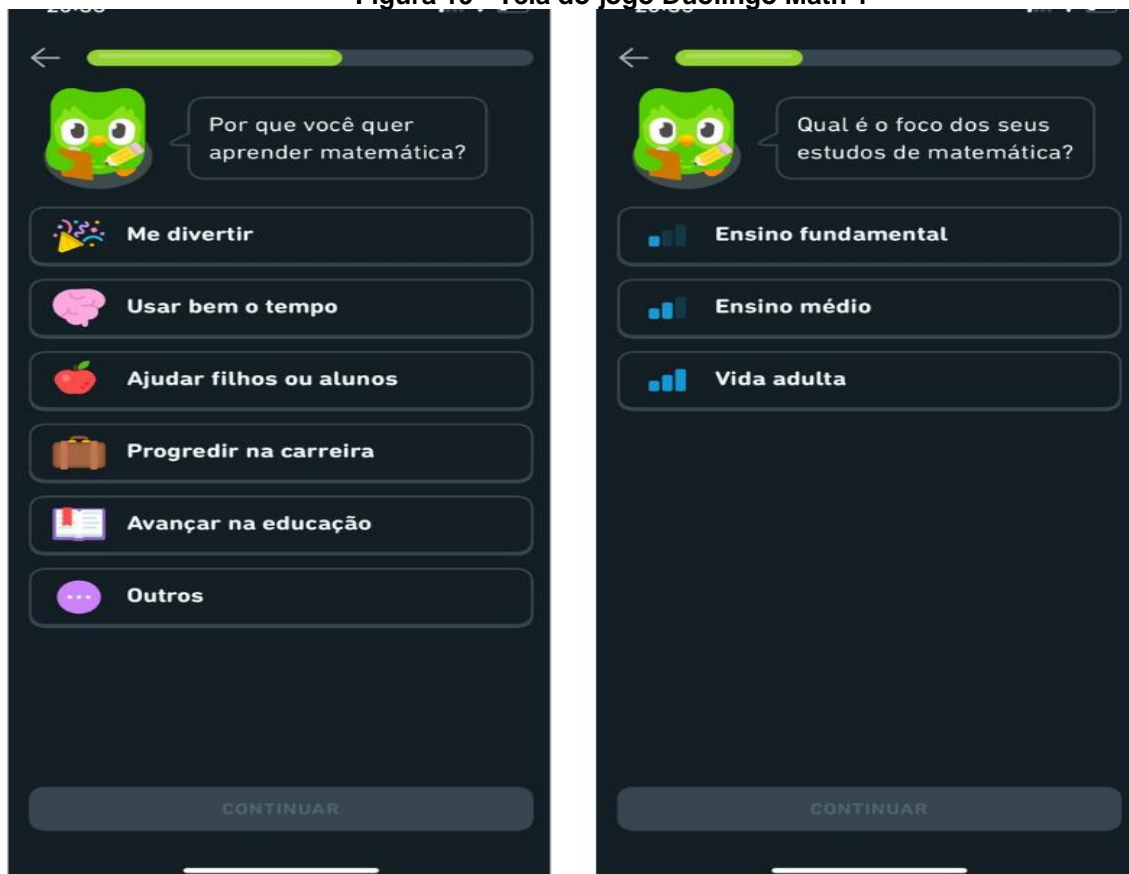 Por que você quer
aprender matemática?
Me divertir
Usar bem o tempo
Ajudar filhos ou alunos
Progredir na carreira
Avançar na educação
Outros
CONTINUAR
Qual é o foco dos seus
estudos de matemática?
Ensino fundamental
Ensino médio
Vida adulta
CONTINUAR